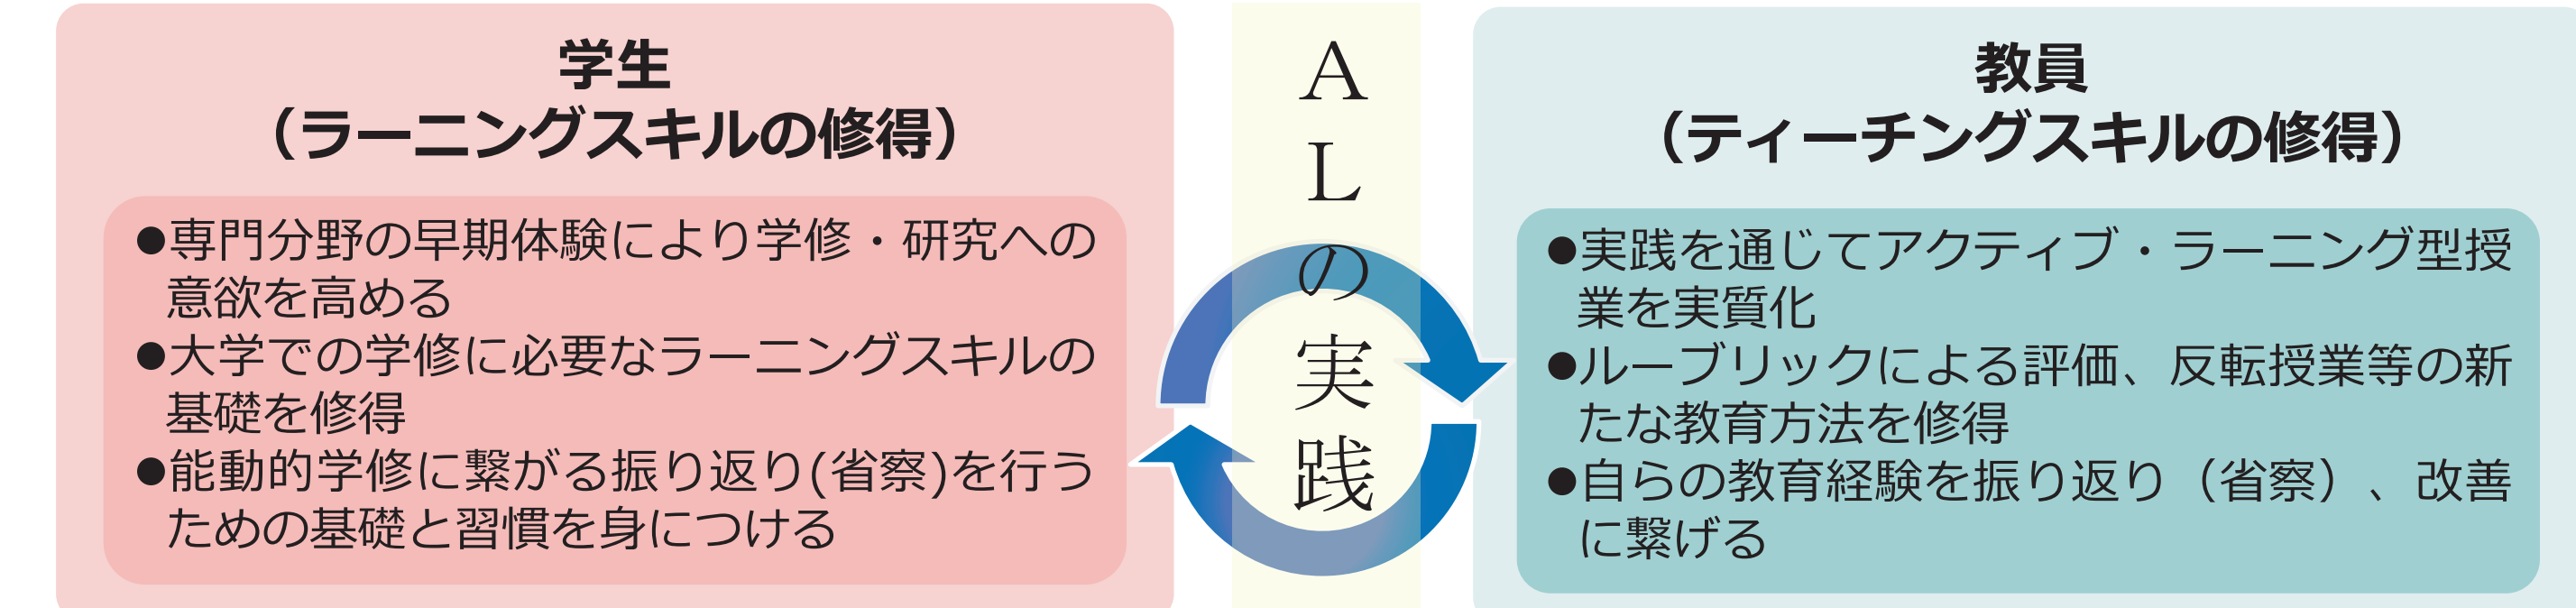 学生
（ラーニングスキルの修得）
●専門分野の早期体験により学修・研究への
意欲を高める
●大学での学修に必要なラーニングスキルの
基礎を修得
●能動的学修に繋がる振り返り(省察)を行う
ための基礎と習慣を身につける
ALの実践
教員
（ティーチングスキルの修得）
●実践を通じてアクティブ・ラーニング型授
業を実質化
●ルーブリックによる評価、反転授業等の新
たな教育方法を修得
●自らの教育経験を振り返り（省察）、改善
に繋げる